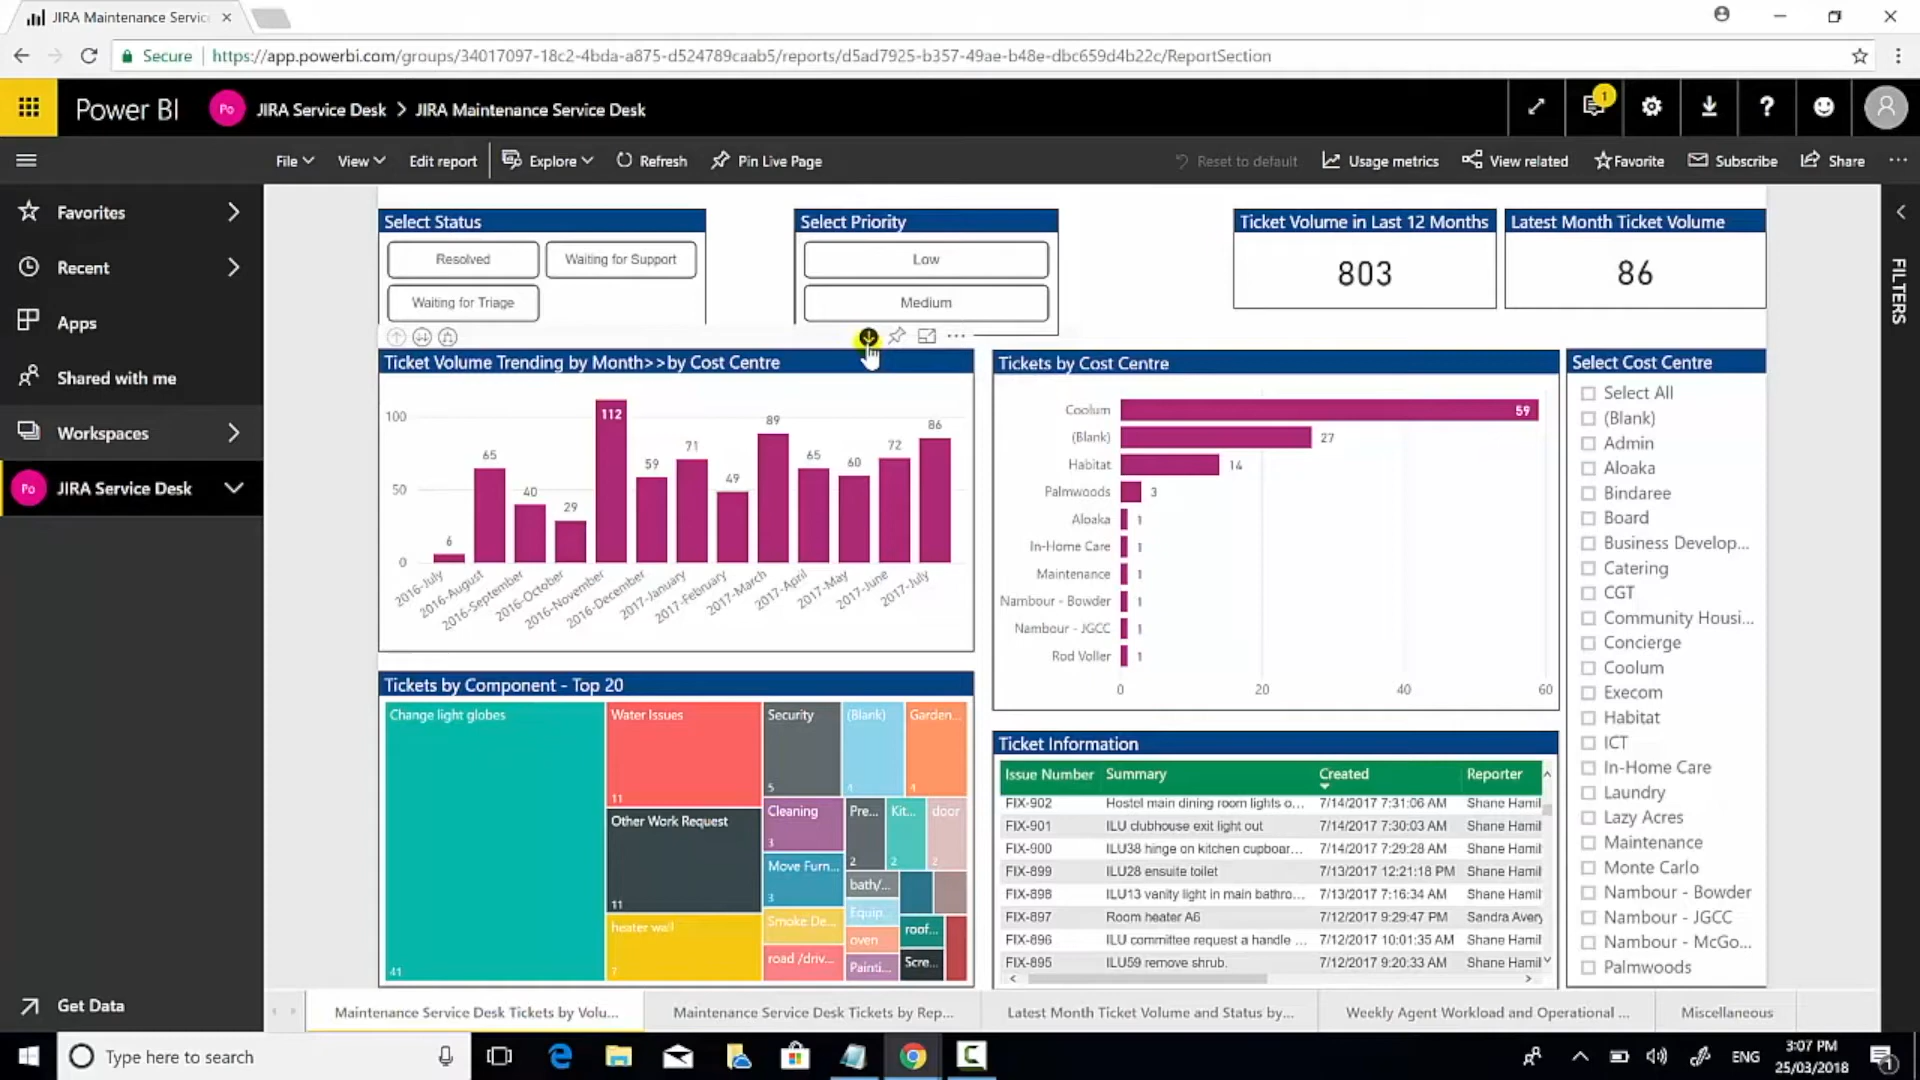 JIRA Maintenance Servic
Secure
https://app.powerbi.com/groups/34017097-18c2-4bda-a875-d524789caab5/reports/d5ad7925-b357-49ae-b48e-dbc659d4b22c/ReportSection
Power BI
Po
JIRA Service Desk > JIRA Maintenance Service Desk
1
?
File
View
Edit report
Explore
Refresh
Pin Live Page
Reset to default
Usage metrics
View related
Favorite
Subscribe
Share
Favorites
Recent
Apps
Shared with me
Workspaces
Po
JIRA Service Desk
Get Data
FILTERS
Select Status
Resolved
Waiting for Support
Waiting for Triage
Select Priority
Low
Medium
Ticket Volume in Last 12 Months
803
Latest Month Ticket Volume
86
Ticket Volume Trending by Month>>by Cost Centre
100
50
0
6
65
40
29
112
59
71
49
89
65
60
72
86
2016-July
2016-August
2016-September
2016-October
2016-November
2016-December
2017-January
2017-February
2017-March
2017-April
2017-May
2017-June
2017-July
Tickets by Cost Centre
Coolum 59
(Blank) 27
Habitat 14
Palmwoods 3
Aloaka 1
In-Home Care 1
Maintenance 1
Nambour - Bowder 1
Nambour - JGCC 1
Rod Voller 1
0 20 40 60
Select Cost Centre
Select All
(Blank)
Admin
Aloaka
Bindaree
Board
Business Develop...
Catering
CGT
Community Housi...
Concierge
Coolum
Execom
Habitat
ICT
In-Home Care
Laundry
Lazy Acres
Maintenance
Monte Carlo
Nambour - Bowder
Nambour - JGCC
Nambour - McGo...
Palmwoods
Tickets by Component - Top 20
Change light globes
41
Water Issues
11
Other Work Request
11
heater wall
7
Security
5
(Blank)
4
Garden...
4
Cleaning
3
Move Furn...
3
Smoke De...
road /driv...
Pre...
2
Kit...
2
door
2
bath/...
Equip...
oven
Painti...
roof...
Scre...
Ticket Information
Issue Number Summary Created Reporter
FIX-902 Hostel main dining room lights o... 7/14/2017 7:31:06 AM Shane Hamil
FIX-901 ILU clubhouse exit light out 7/14/2017 7:30:03 AM Shane Hamil
FIX-900 ILU38 hinge on kitchen cupboar... 7/14/2017 7:29:28 AM Shane Hamil
FIX-899 ILU28 ensuite toilet 7/13/2017 12:21:18 PM Shane Hamil
FIX-898 ILU13 vanity light in main bathro... 7/13/2017 7:16:34 AM Shane Hamil
FIX-897 Room heater A6 7/12/2017 9:29:47 PM Sandra Avery
FIX-896 ILU committee request a handle ... 7/12/2017 10:01:35 AM Shane Hamil
FIX-895 ILU59 remove shrub. 7/12/2017 9:20:33 AM Shane Hamil
Maintenance Service Desk Tickets by Volu...
Maintenance Service Desk Tickets by Rep...
Latest Month Ticket Volume and Status by...
Weekly Agent Workload and Operational ...
Miscellaneous
Type here to search
ENG
3:07 PM
25/03/2018
1